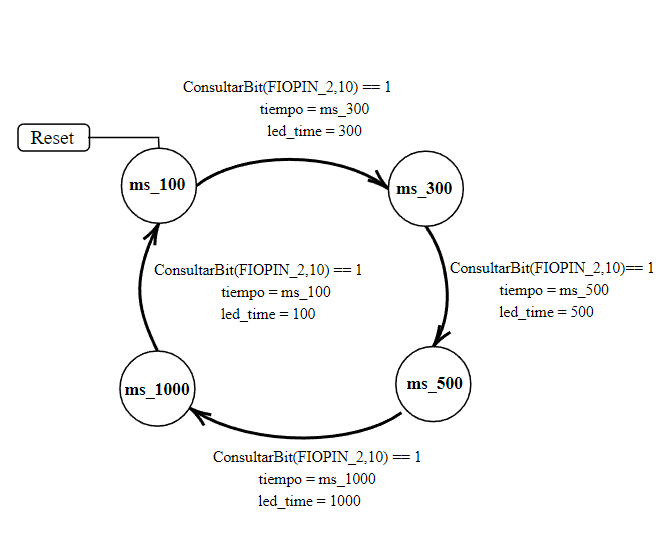 ConsultarBit(FIOPIN_2,10) == 1
tiempo = ms_300
led_time = 300
Reset
ms_100
ms_300
ConsultarBit(FIOPIN_2,10) == 1
tiempo = ms_100
led_time = 100
ConsultarBit(FIOPIN_2,10)== 1
tiempo = ms_500
led_time = 500
ms_1000
ms_500
ConsultarBit(FIOPIN_2,10) == 1
tiempo = ms_1000
led_time = 1000